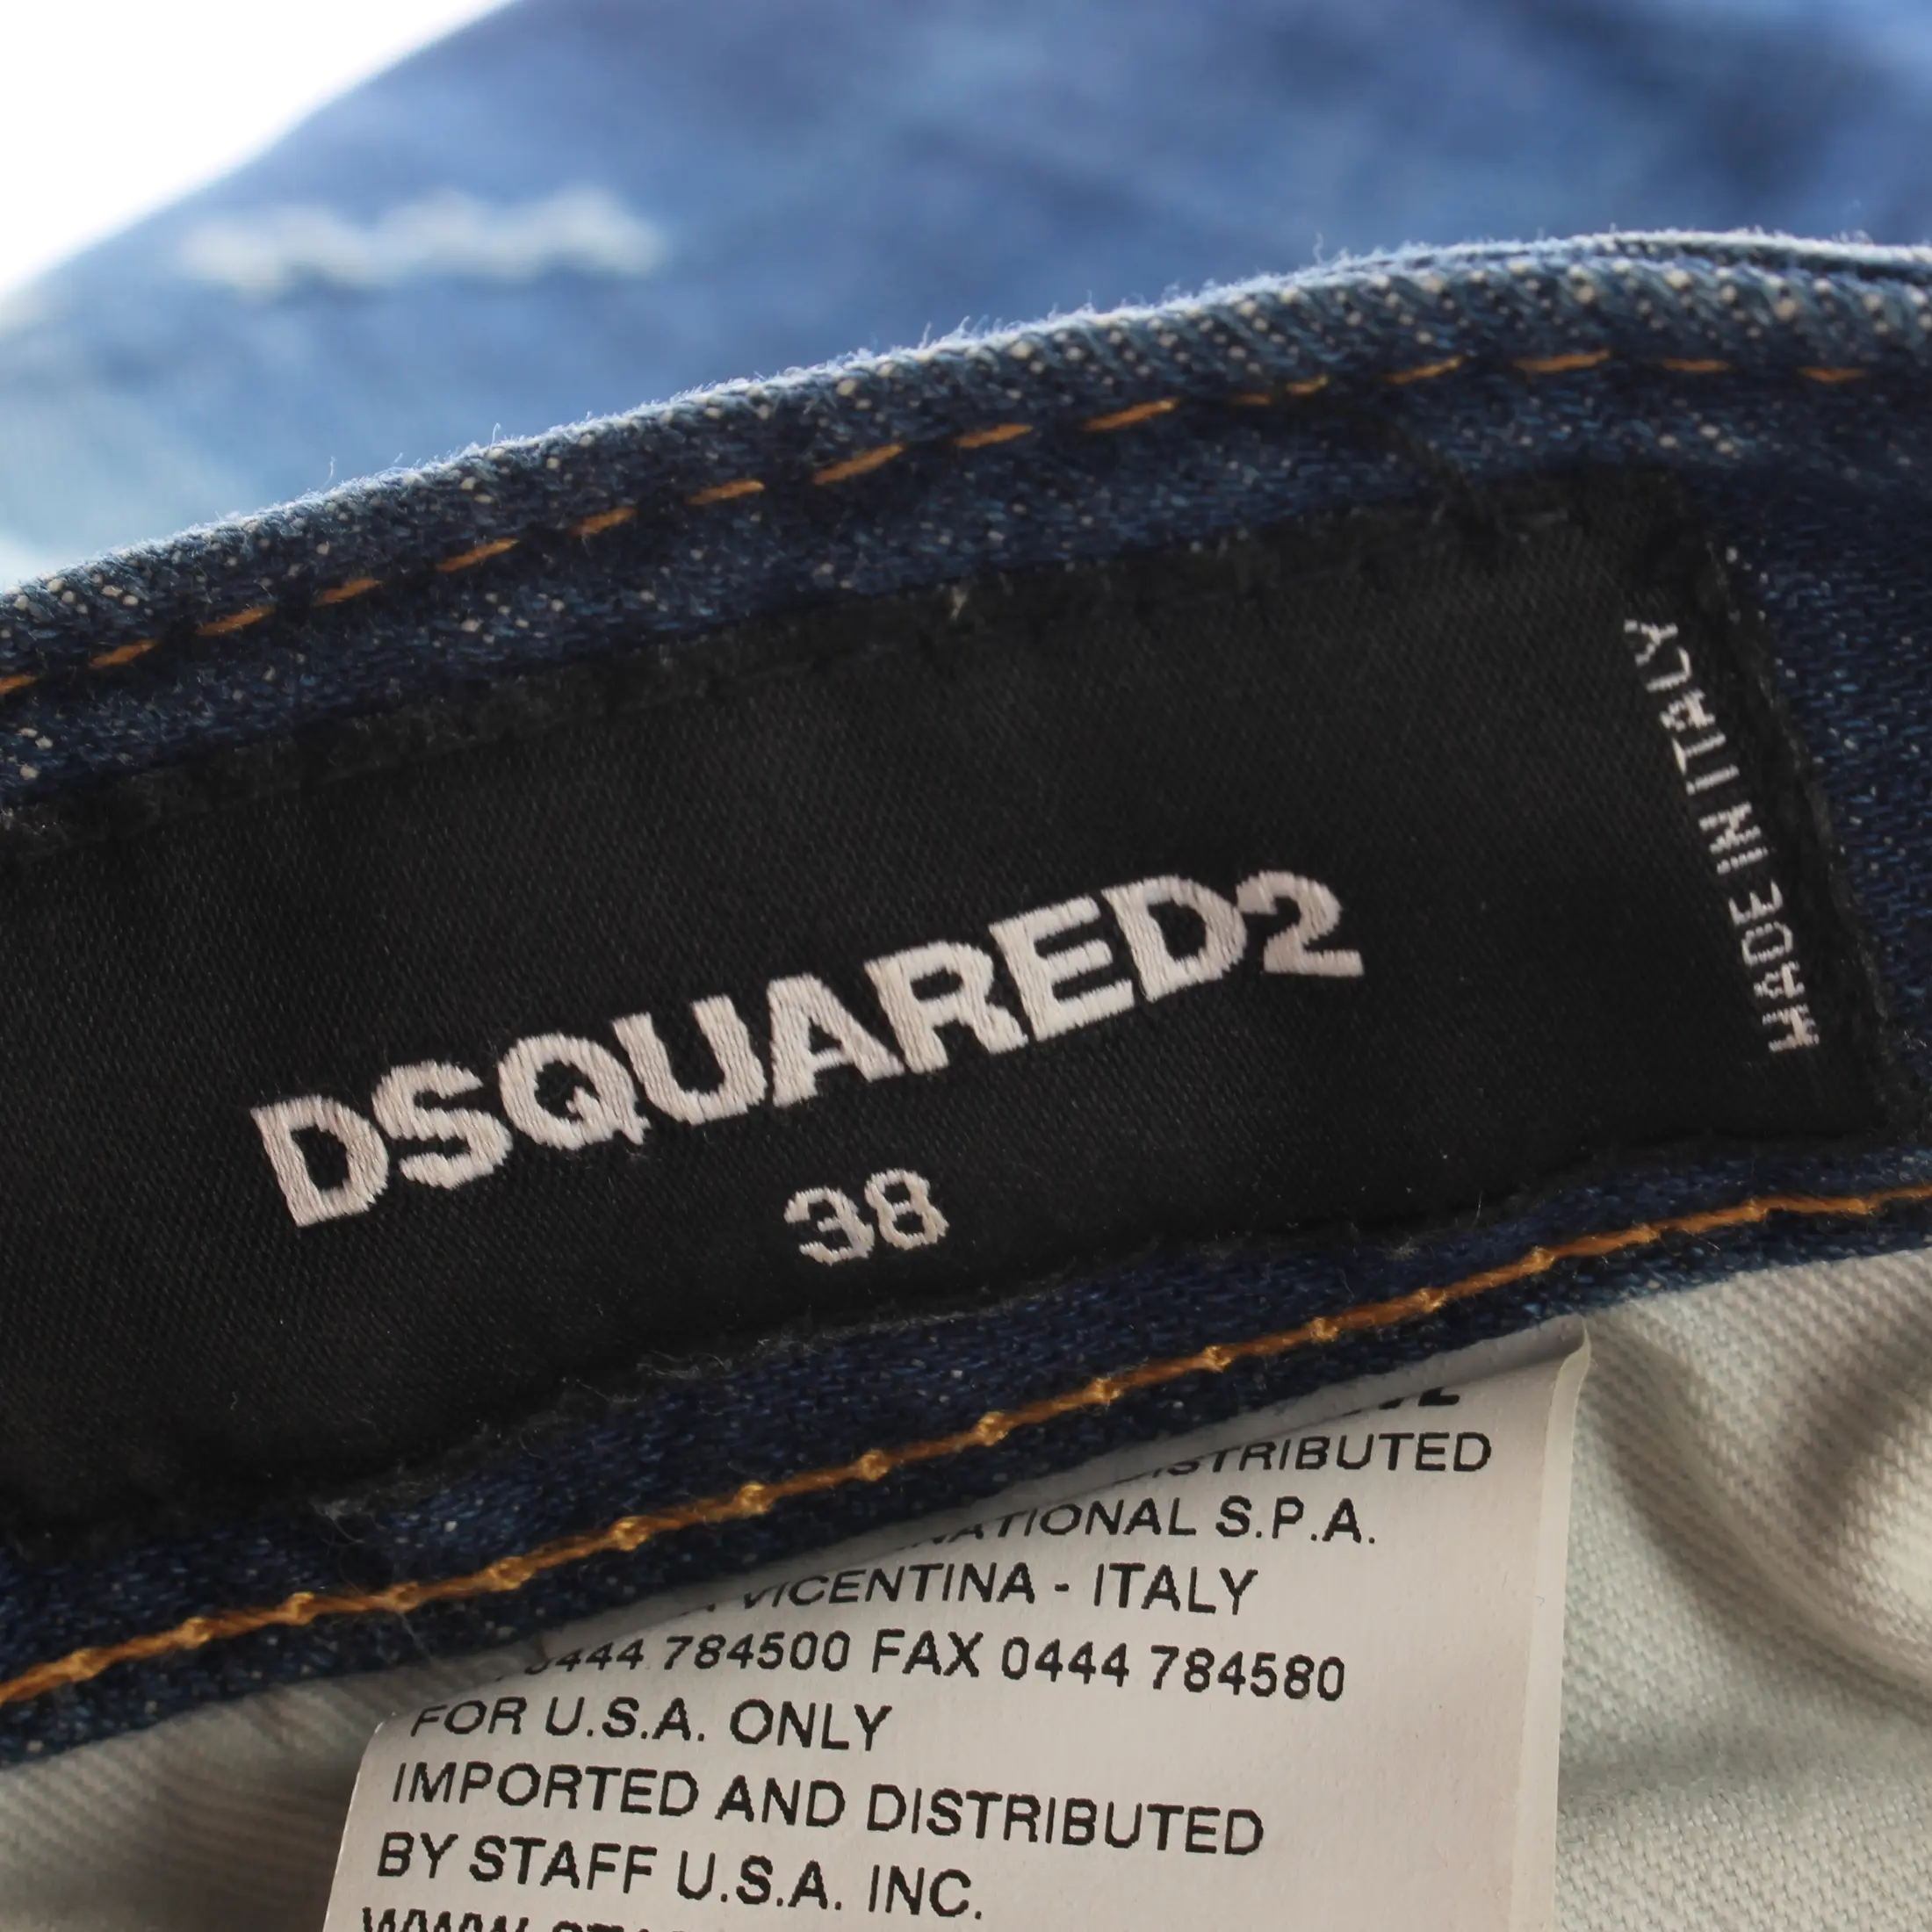 DSQUARED2
38
MADE IN ITALY
DISTRIBUTED
S.P.A.
VICENTINA - ITALY
0444 784500 FAX 0444 784580
FOR U.S.A. ONLY
IMPORTED AND DISTRIBUTED
BY STAFF U.S.A. INC.